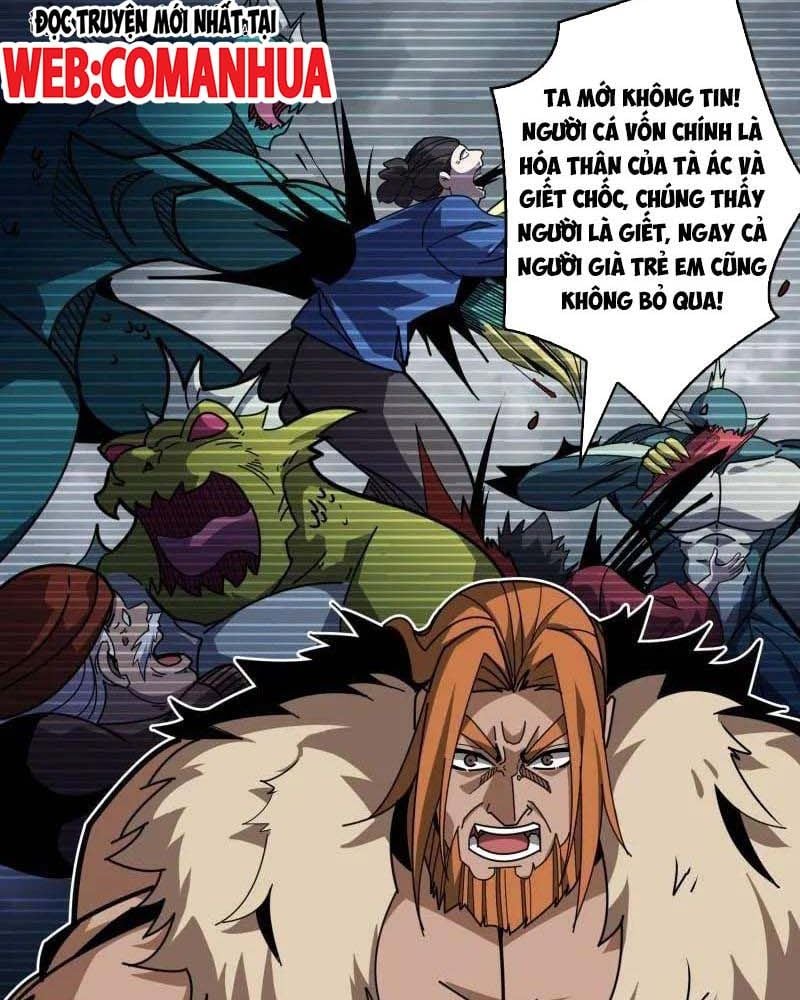 ĐỌC TRUYỆN MỚI NHẤT TẠI
WEB:COMANHUA
TA MỚI KHÔNG TIN!
NGƯỜI CÁ VỐN CHÍNH LÀ
HÓA THÂN CỦA TÀ ÁC VÀ
GIẾT CHÓC, CHÚNG THẤY
NGƯỜI LÀ GIẾT, NGAY CẢ
NGƯỜI GIÀ TRẺ EM CŨNG
KHÔNG BỎ QUA!